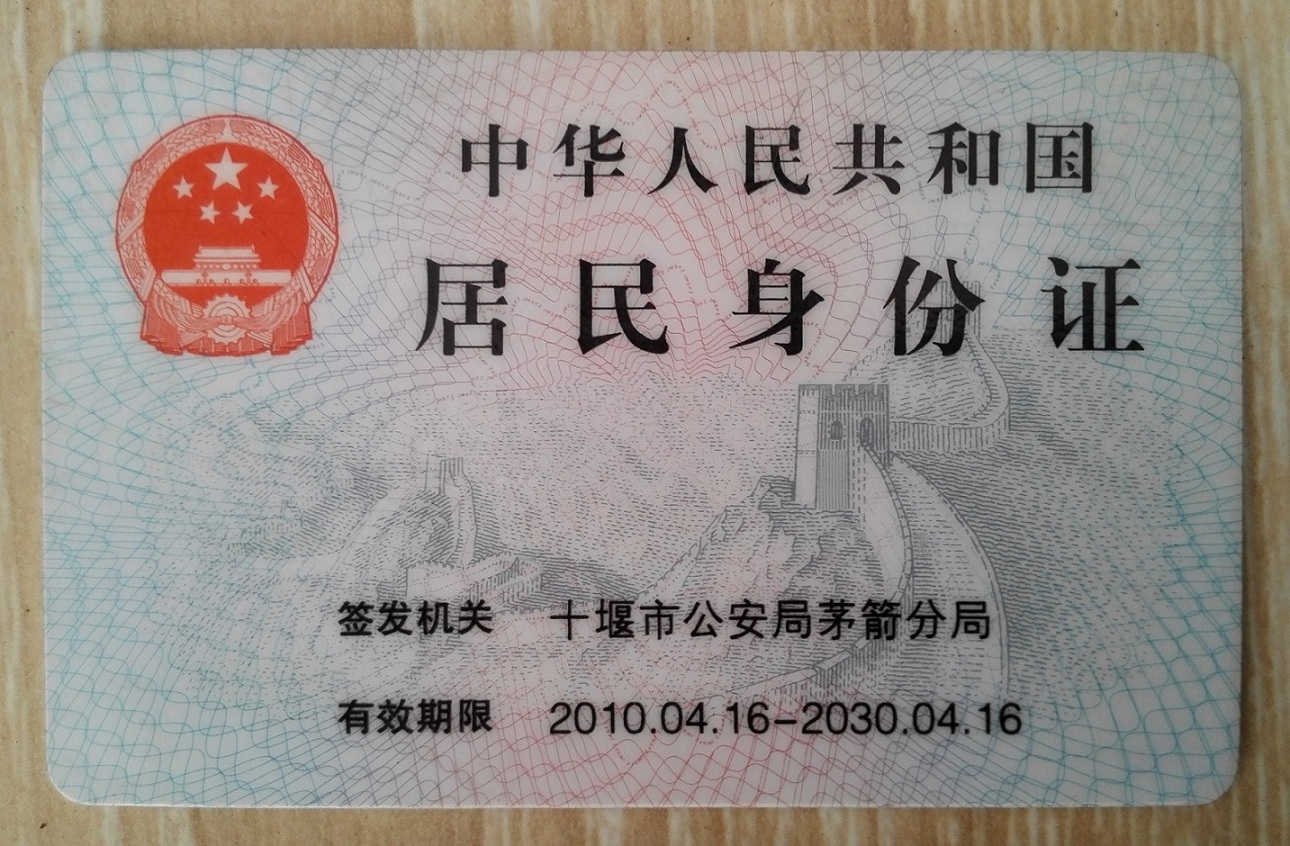 中华人民共和国
居民身份证
签发机关 十堰市公安局茅箭分局
有效期限 2010.04.16-2030.04.16